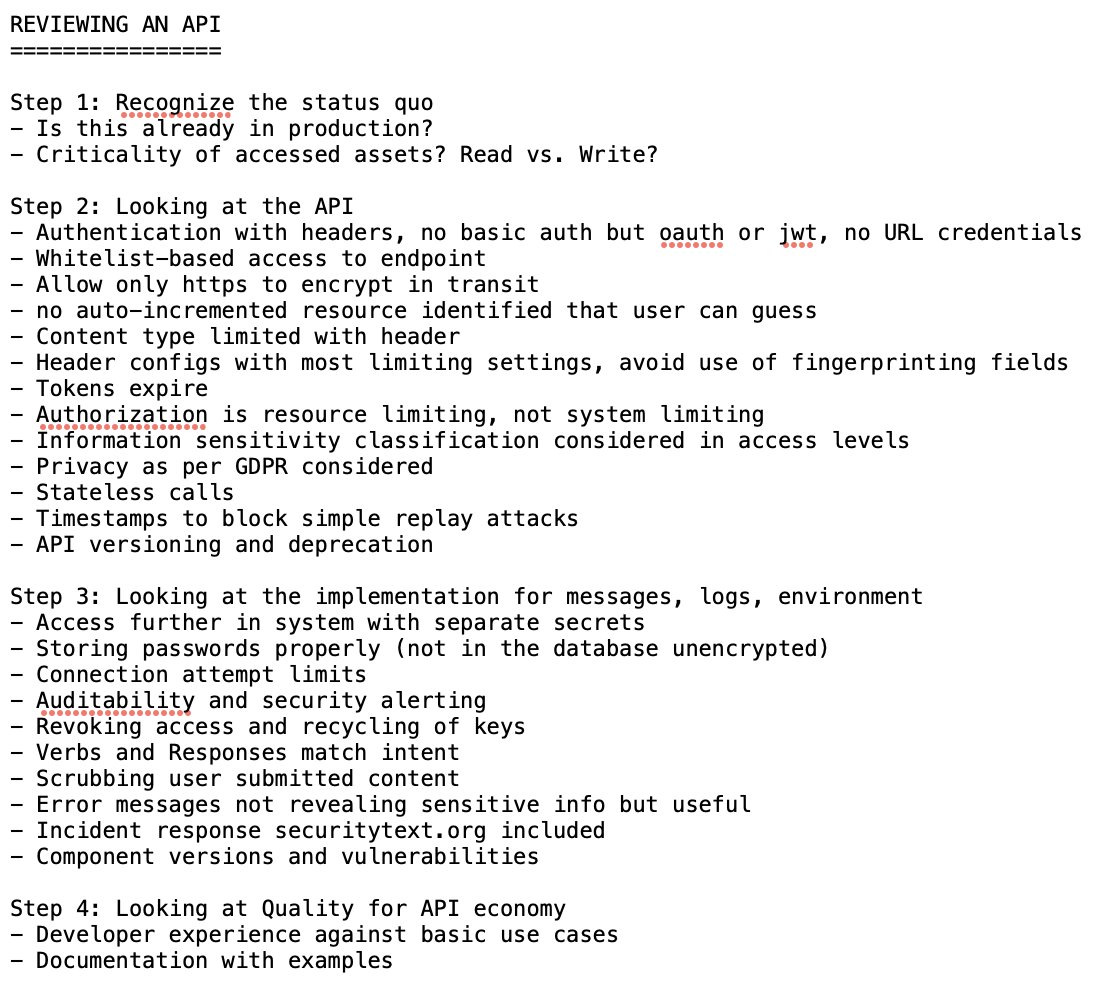 REVIEWING AN API
================
Step 1: Recognize the status quo
– Is this already in production?
– Criticality of accessed assets? Read vs. Write?
Step 2: Looking at the API
– Authentication with headers, no basic auth but oauth or jwt, no URL credentials
– Whitelist-based access to endpoint
– Allow only https to encrypt in transit
– no auto-incremented resource identified that user can guess
– Content type limited with header
– Header configs with most limiting settings, avoid use of fingerprinting fields
– Tokens expire
– Authorization is resource limiting, not system limiting
– Information sensitivity classification considered in access levels
– Privacy as per GDPR considered
– Stateless calls
– Timestamps to block simple replay attacks
– API versioning and deprecation
Step 3: Looking at the implementation for messages, logs, environment
– Access further in system with separate secrets
– Storing passwords properly (not in the database unencrypted)
– Connection attempt limits
– Auditability and security alerting
– Revoking access and recycling of keys
– Verbs and Responses match intent
– Scrubbing user submitted content
– Error messages not revealing sensitive info but useful
– Incident response securitytext.org included
– Component versions and vulnerabilities
Step 4: Looking at Quality for API economy
– Developer experience against basic use cases
– Documentation with examples